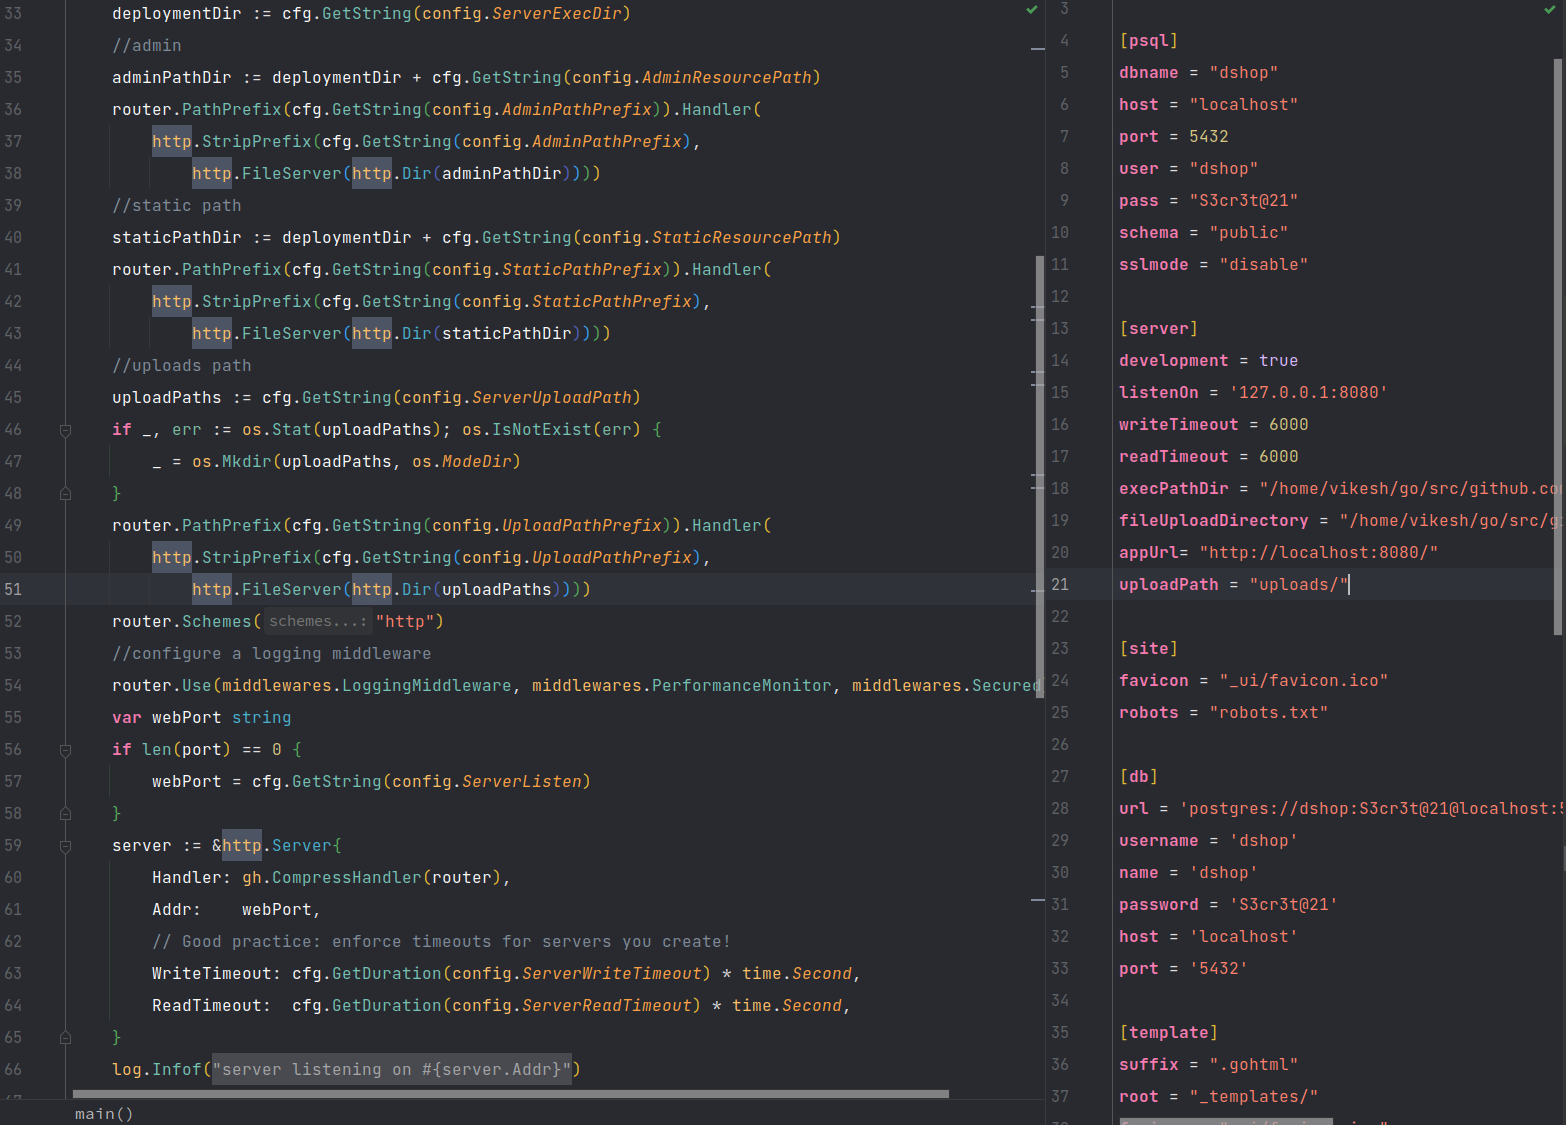 33 deploymentDir := cfg.GetString(config.ServerExecDir)
34 //admin
35 adminPathDir := deploymentDir + cfg.GetString(config.AdminResourcePath)
36 router.PathPrefix(cfg.GetString(config.AdminPathPrefix)).Handler(
37 http.StripPrefix(cfg.GetString(config.AdminPathPrefix),
38 http.FileServer(http.Dir(adminPathDir))))
39 //static path
40 staticPathDir := deploymentDir + cfg.GetString(config.StaticResourcePath)
41 router.PathPrefix(cfg.GetString(config.StaticPathPrefix)).Handler(
42 http.StripPrefix(cfg.GetString(config.StaticPathPrefix),
43 http.FileServer(http.Dir(staticPathDir))))
44 //uploads path
45 uploadPaths := cfg.GetString(config.ServerUploadPath)
46 if _, err := os.Stat(uploadPaths); os.IsNotExist(err) {
47 _ = os.Mkdir(uploadPaths, os.ModeDir)
48 }
49 router.PathPrefix(cfg.GetString(config.UploadPathPrefix)).Handler(
50 http.StripPrefix(cfg.GetString(config.UploadPathPrefix),
51 http.FileServer(http.Dir(uploadPaths))))
52 router.Schemes( schemes...: "http")
53 //configure a logging middleware
54 router.Use(middlewares.LoggingMiddleware, middlewares.PerformanceMonitor, middlewares.Secured
55 var webPort string
56 if len(port) == 0 {
57 webPort = cfg.GetString(config.ServerListen)
58 }
59 server := &http.Server{
60 Handler: gh.CompressHandler(router),
61 Addr: webPort,
62 // Good practice: enforce timeouts for servers you create!
63 WriteTimeout: cfg.GetDuration(config.ServerWriteTimeout) * time.Second,
64 ReadTimeout: cfg.GetDuration(config.ServerReadTimeout) * time.Second,
65 }
66 log.Infof("server listening on #{server.Addr}")
main()
3
4 [psql]
5 dbname = "dshop"
6 host = "localhost"
7 port = 5432
8 user = "dshop"
9 pass = "S3cr3t@21"
10 schema = "public"
11 sslmode = "disable"
12
13 [server]
14 development = true
15 listenOn = '127.0.0.1:8080'
16 writeTimeout = 6000
17 readTimeout = 6000
18 execPathDir = "/home/vikesh/go/src/github.co
19 fileUploadDirectory = "/home/vikesh/go/src/g
20 appUrl= "http://localhost:8080/"
21 uploadPath = "uploads/"
22
23 [site]
24 favicon = "_ui/favicon.ico"
25 robots = "robots.txt"
26
27 [db]
28 url = 'postgres://dshop:S3cr3t@21@localhost:5
29 username = 'dshop'
30 name = 'dshop'
31 password = 'S3cr3t@21'
32 host = 'localhost'
33 port = '5432'
34
35 [template]
36 suffix = ".gohtml"
37 root = "_templates/"